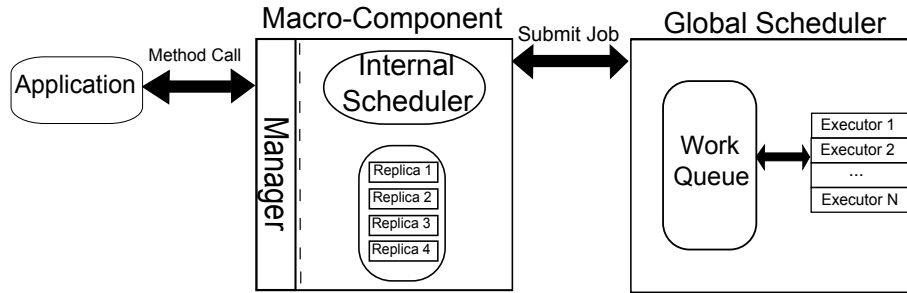 Macro-Component
Global Scheduler
Method Call
Submit Job
Application
Manager
Internal
Scheduler
Replica 1
Replica 2
Replica 3
Replica 4
Work
Queue
Executor 1
Executor 2
...
Executor N